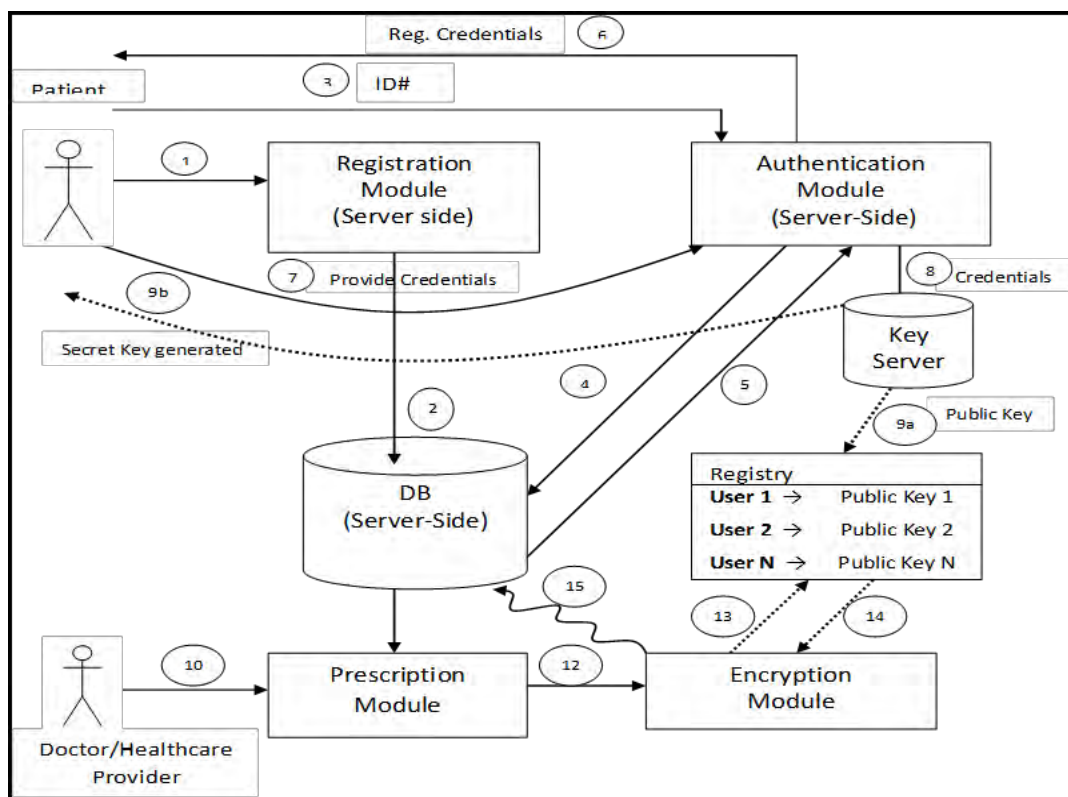 Reg. Credentials
6
3
ID#
Patient
1
Registration
Module
(Server side)
Authentication
Module
(Server-Side)
7
Provide Credentials
8
Credentials
9b
Secret Key generated
Key
Server
4
5
2
9a
Public Key
DB
(Server-Side)
Registry
User 1 → Public Key 1
User 2 → Public Key 2
User N → Public Key N
15
13
14
10
Prescription
Module
12
Encryption
Module
Doctor/Healthcare
Provider